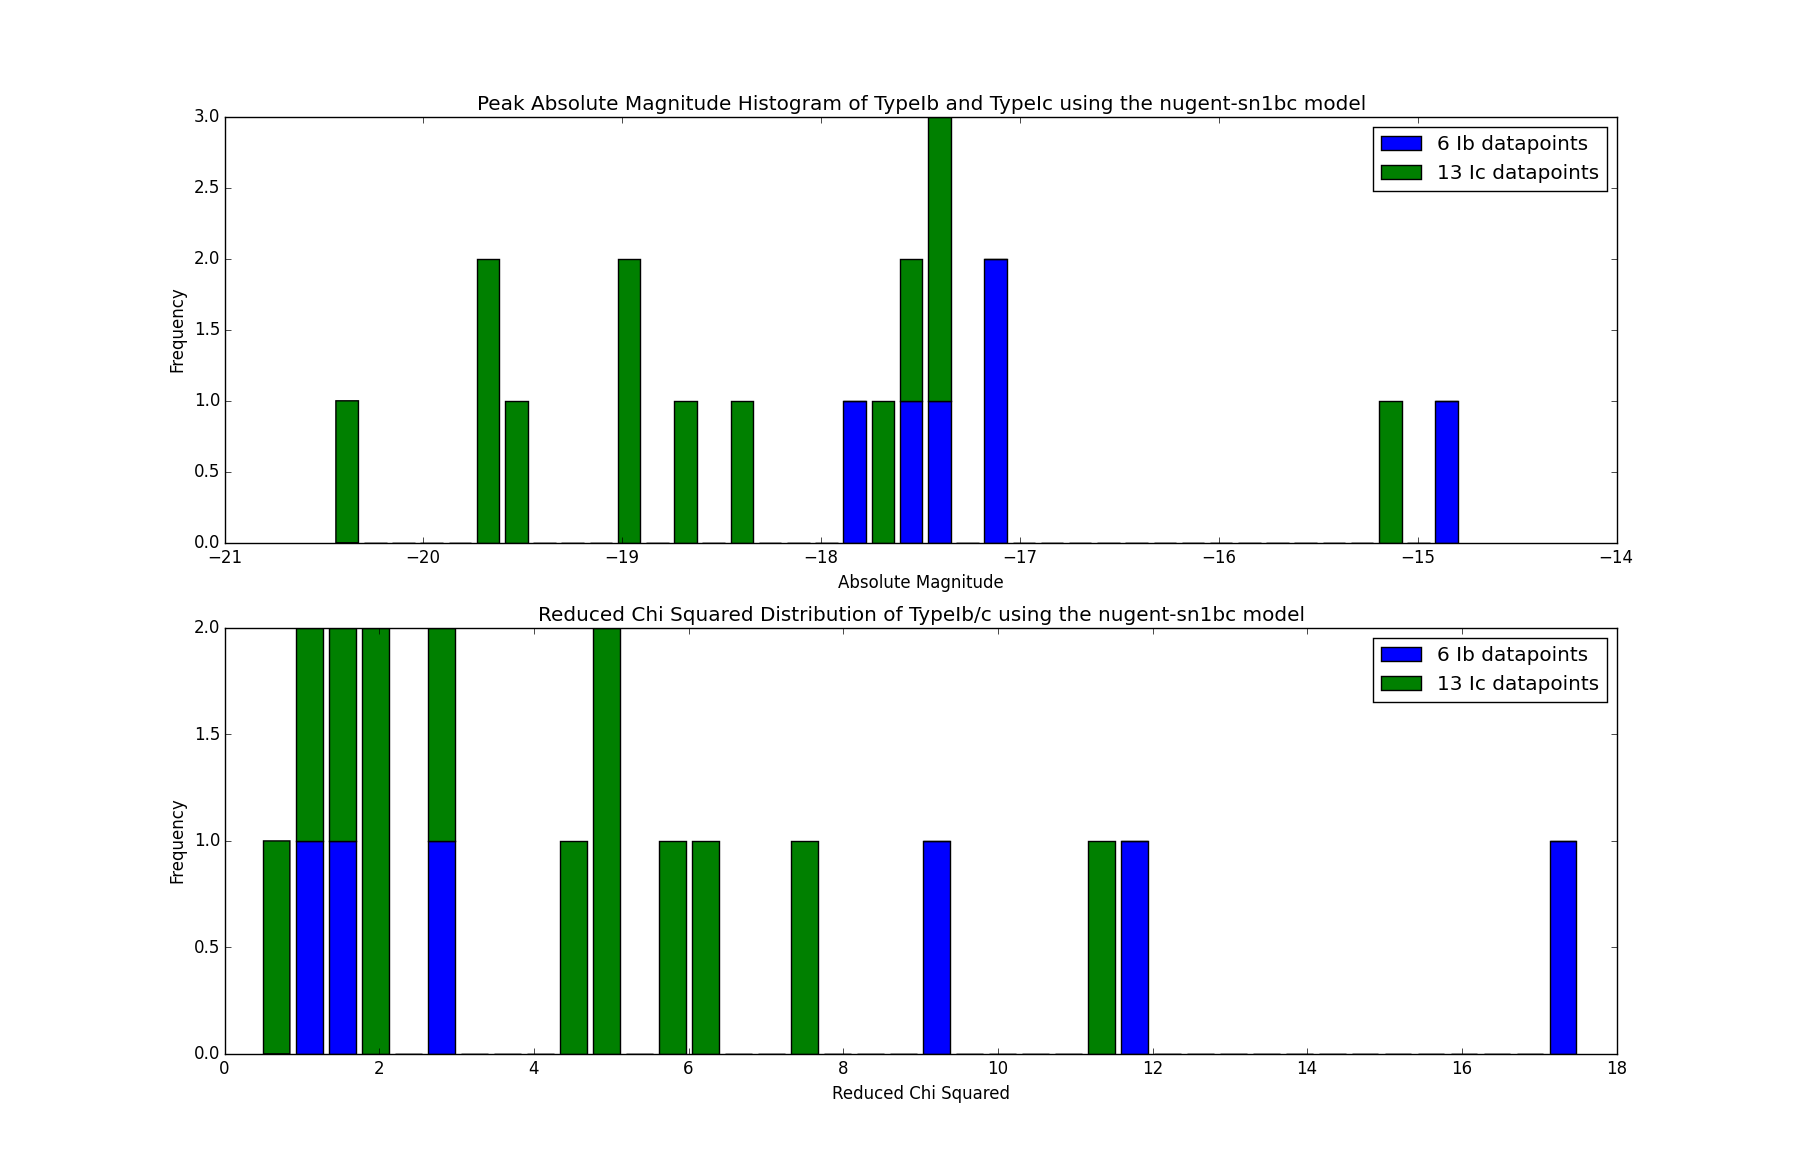 Peak Absolute Magnitude Histogram of TypeIb and TypeIc using the nugent-sn1bc model
3.0
2.5
2.0
1.5
1.0
0.5
0.0
Frequency
6 Ib datapoints
13 Ic datapoints
−21 −20 −19 −18 −17 −16 −15 −14
Absolute Magnitude
Reduced Chi Squared Distribution of TypeIb/c using the nugent-sn1bc model
2.0
1.5
1.0
0.5
0.0
Frequency
6 Ib datapoints
13 Ic datapoints
0 2 4 6 8 10 12 14 16 18
Reduced Chi Squared